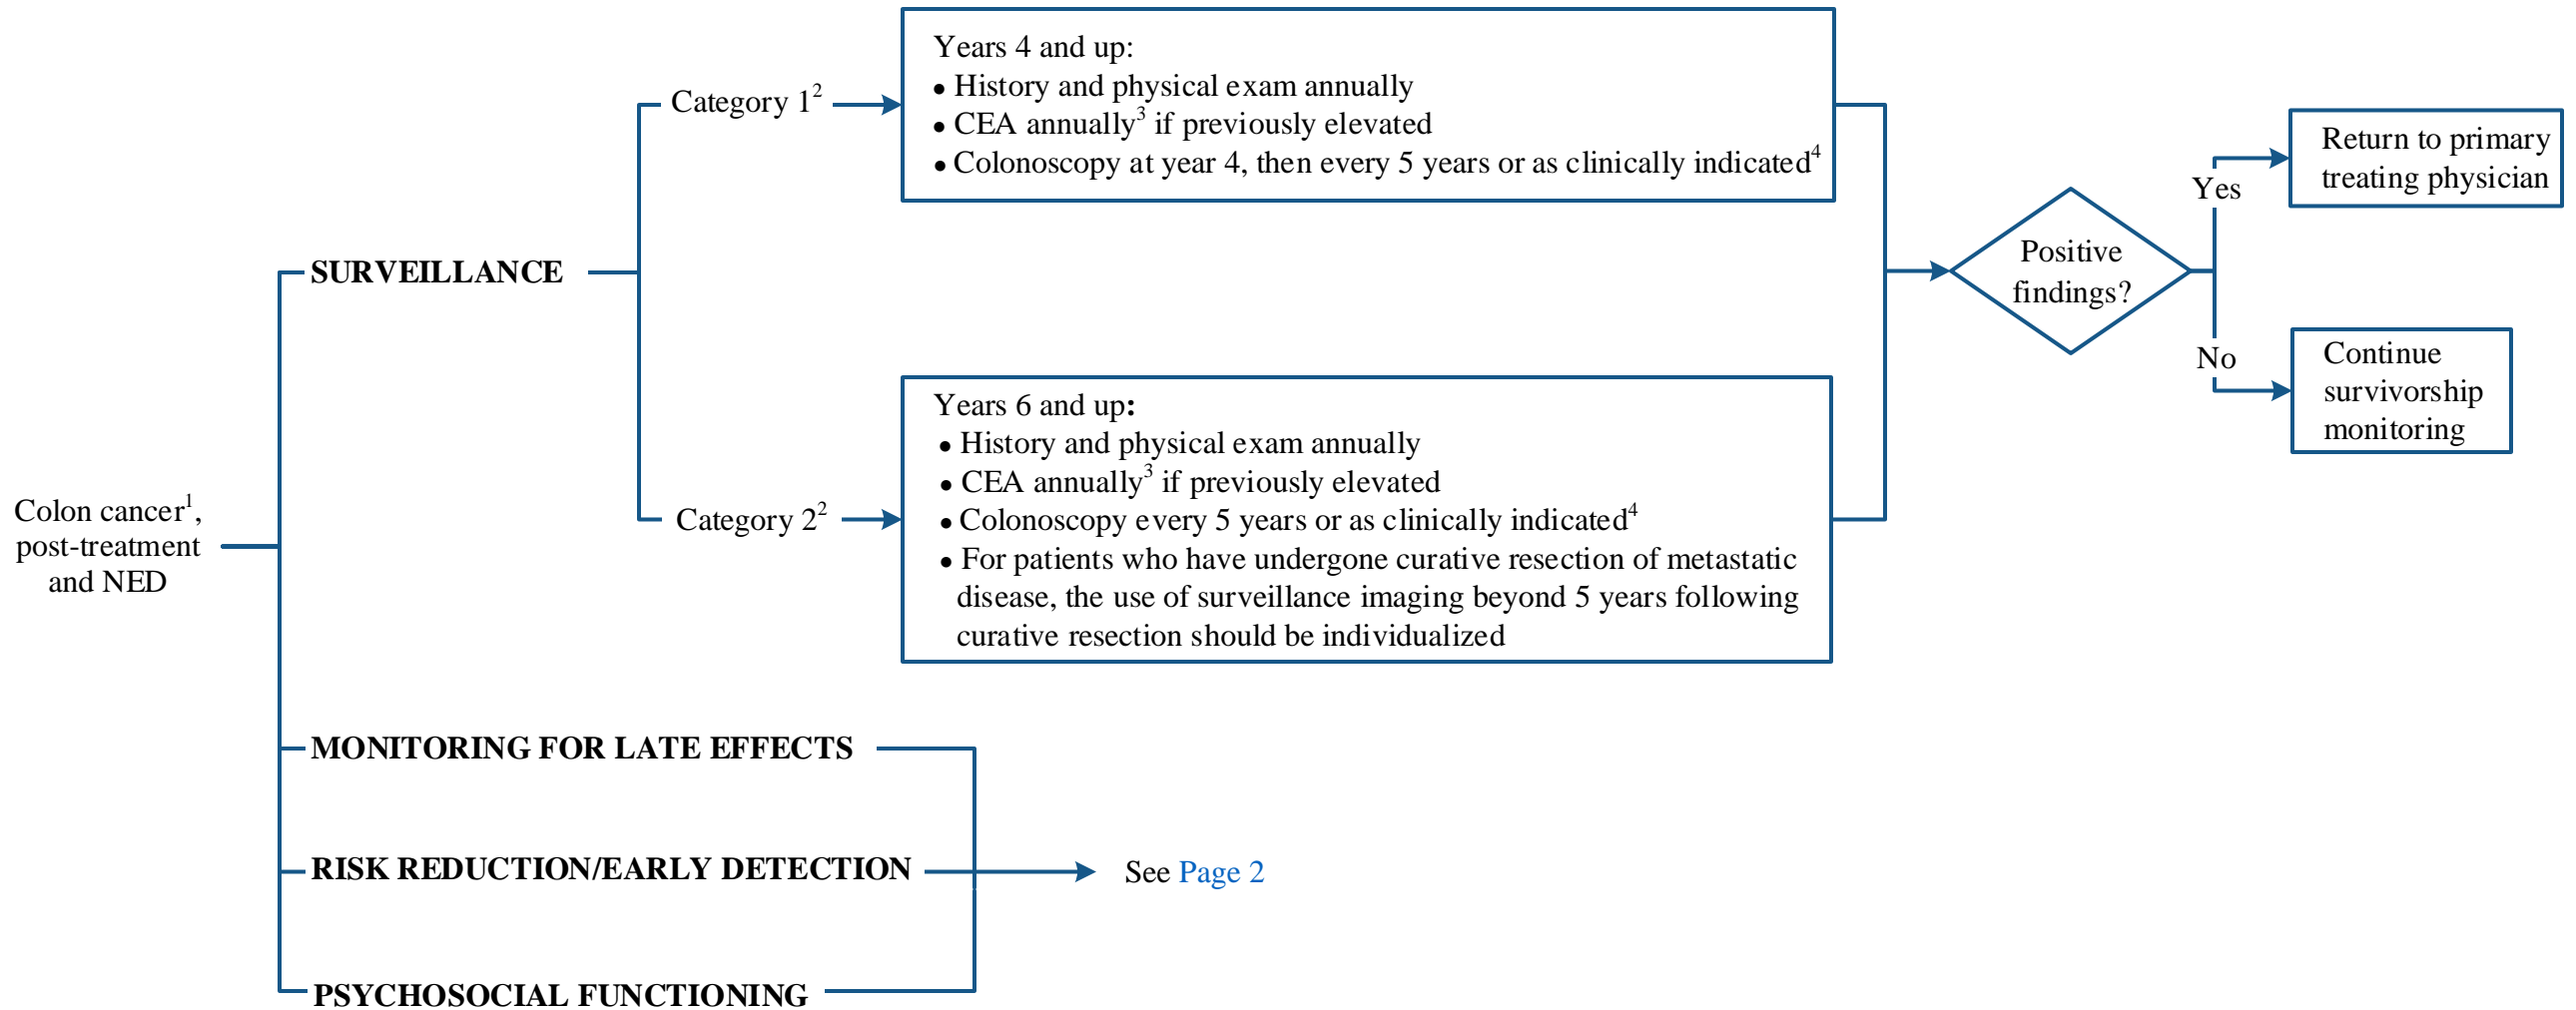 Years 4 and up:
• History and physical exam annually
• CEA annually³ if previously elevated
• Colonoscopy at year 4, then every 5 years or as clinically indicated⁴
Category 1²
Return to primary
treating physician
Yes
Positive
findings?
SURVEILLANCE
No
Continue
survivorship
monitoring
Category 2²
Years 6 and up:
• History and physical exam annually
• CEA annually³ if previously elevated
• Colonoscopy every 5 years or as clinically indicated⁴
• For patients who have undergone curative resection of metastatic
disease, the use of surveillance imaging beyond 5 years following
curative resection should be individualized
Colon cancer¹,
post-treatment
and NED
MONITORING FOR LATE EFFECTS
RISK REDUCTION/EARLY DETECTION
See Page 2
PSYCHOSOCIAL FUNCTIONING